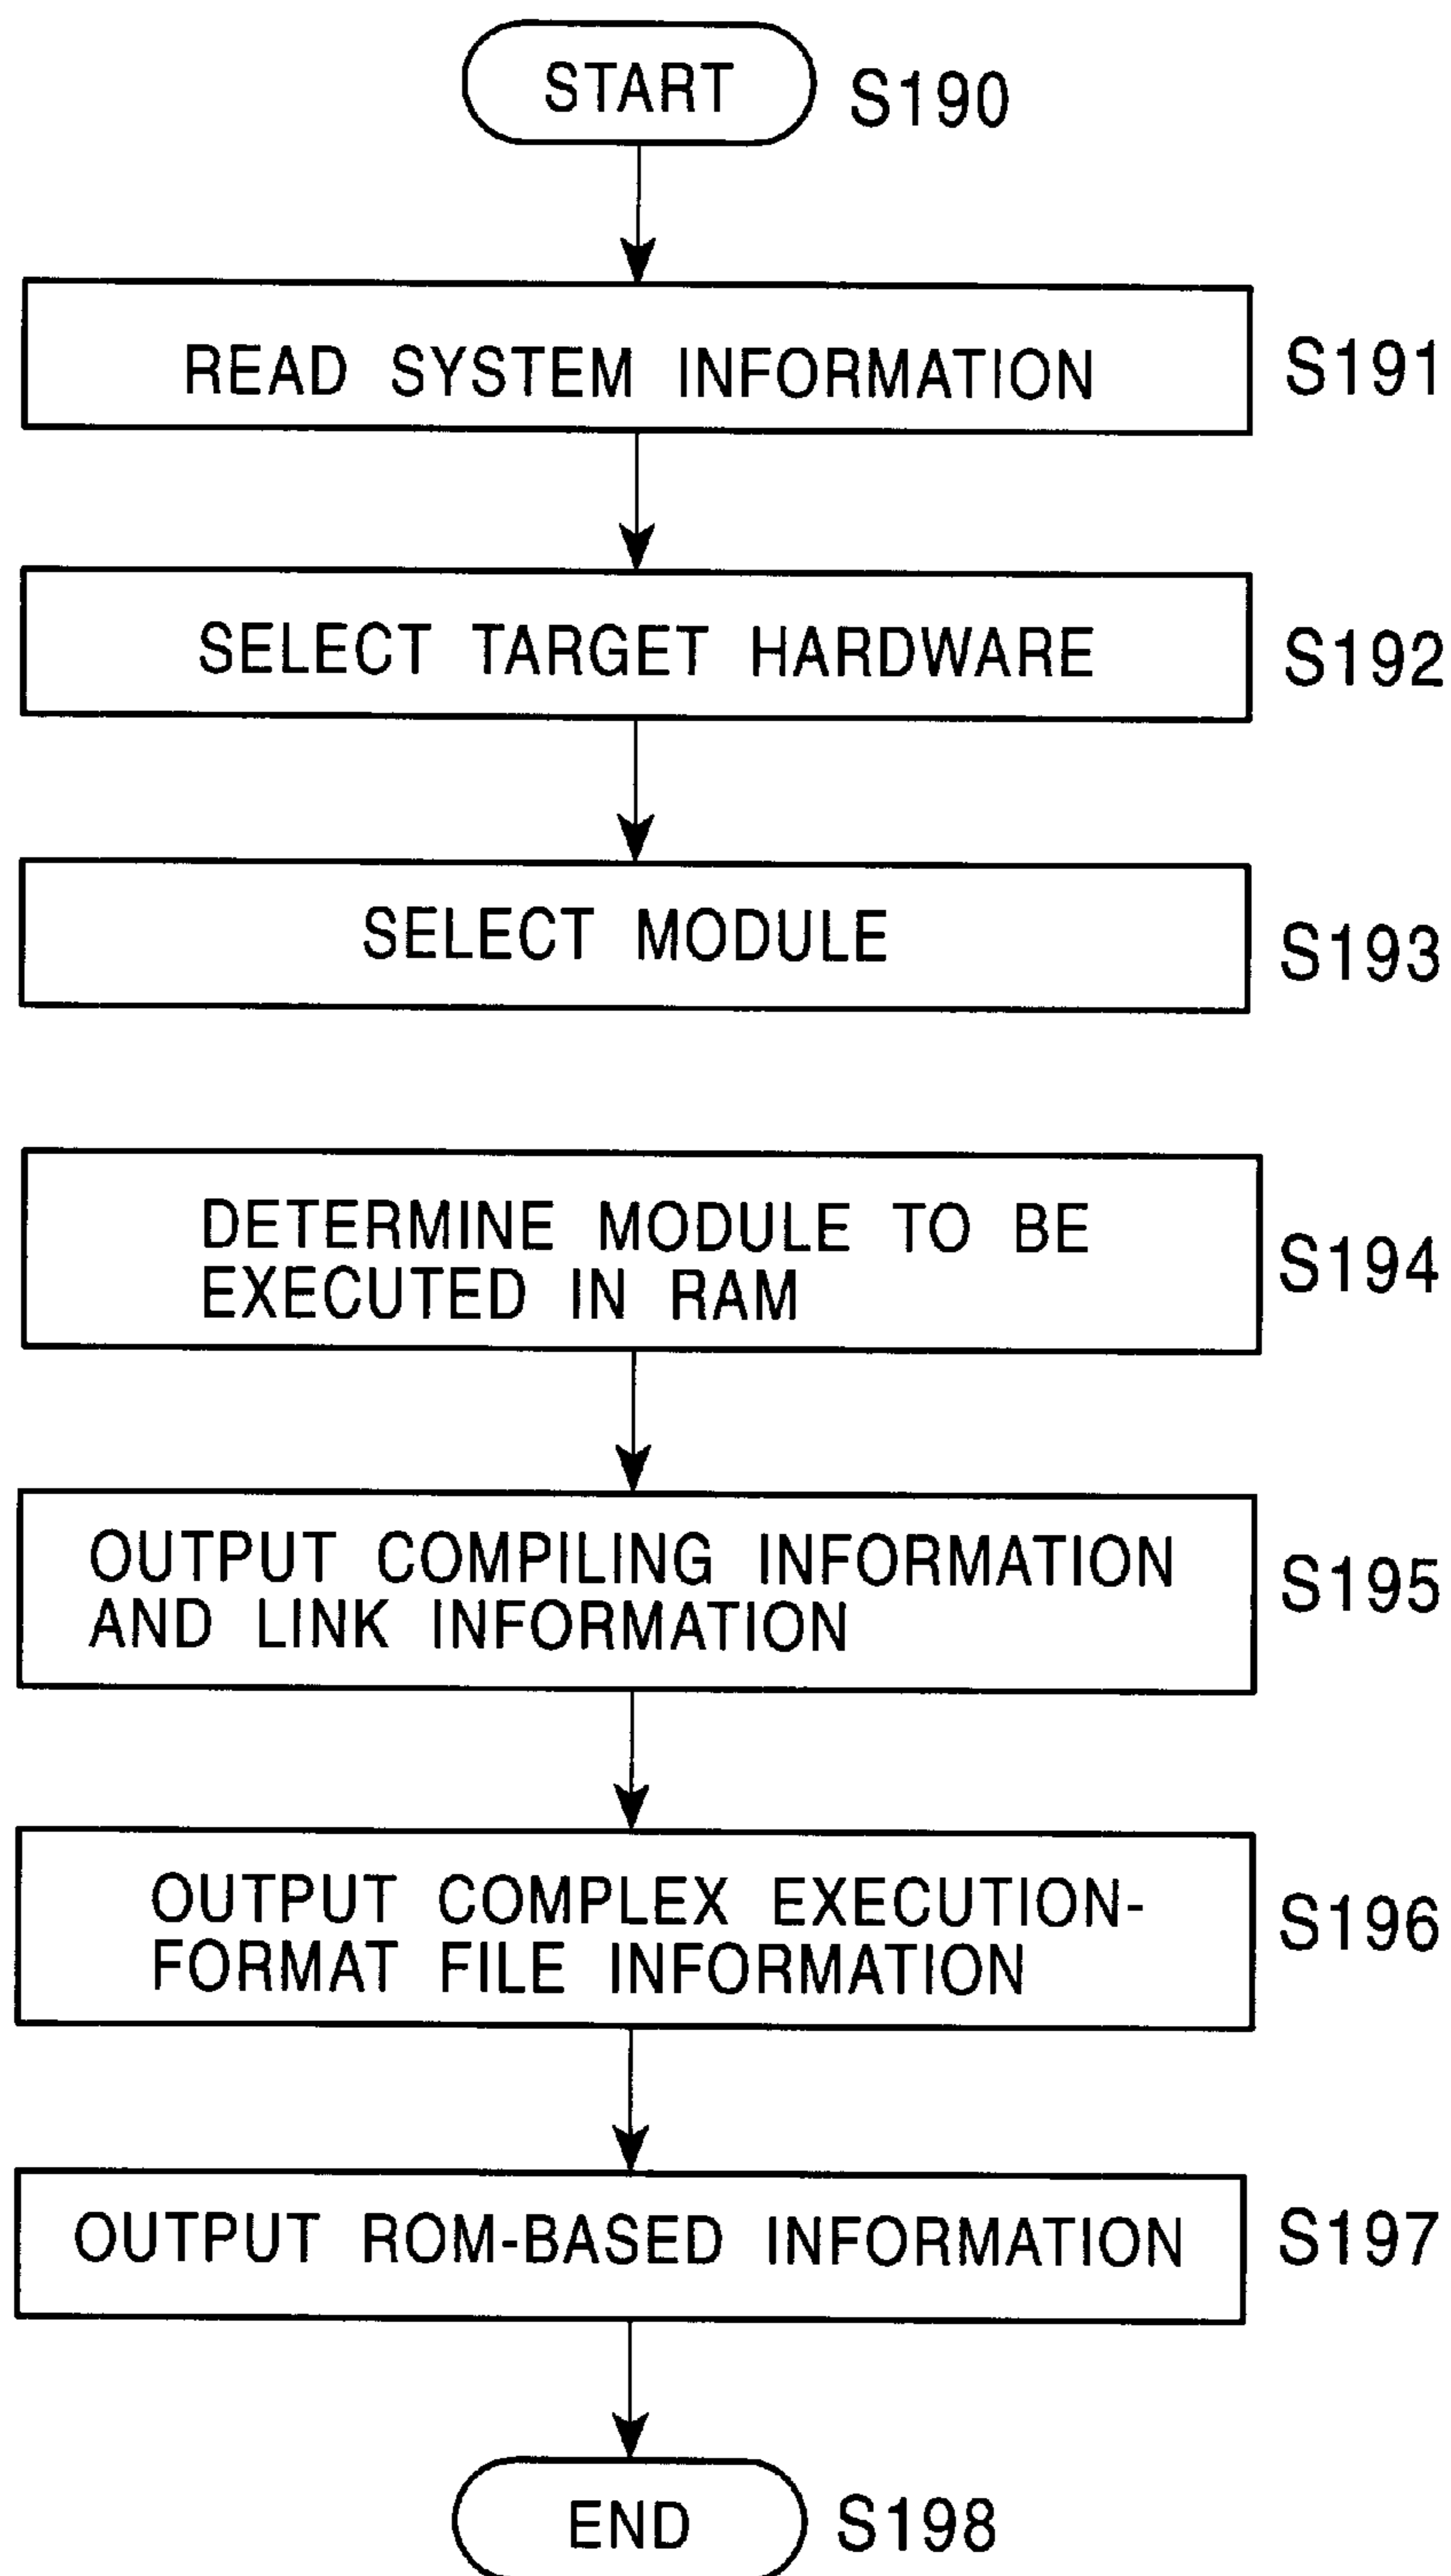 START S190
READ SYSTEM INFORMATION S191
SELECT TARGET HARDWARE S192
SELECT MODULE S193
DETERMINE MODULE TO BE
EXECUTED IN RAM S194
OUTPUT COMPILING INFORMATION
AND LINK INFORMATION S195
OUTPUT COMPLEX EXECUTION-
FORMAT FILE INFORMATION S196
OUTPUT ROM-BASED INFORMATION S197
END S198